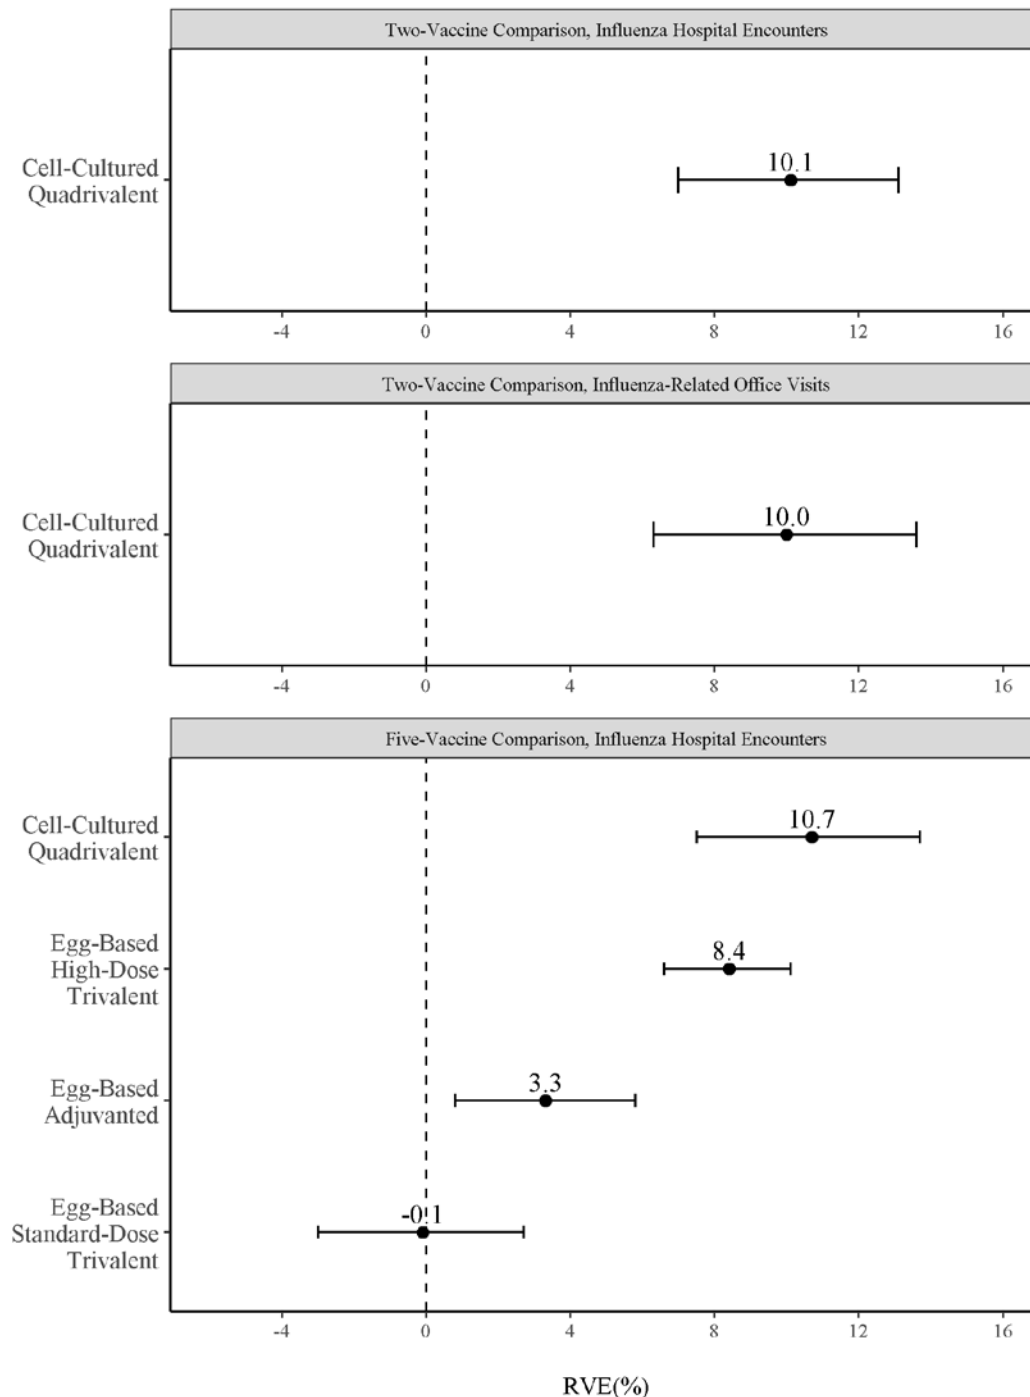 Two-Vaccine Comparison, Influenza Hospital Encounters
Cell-Cultured
Quadrivalent
10.1
-4 0 4 8 12 16
Two-Vaccine Comparison, Influenza-Related Office Visits
Cell-Cultured
Quadrivalent
10.0
-4 0 4 8 12 16
Five-Vaccine Comparison, Influenza Hospital Encounters
Cell-Cultured
Quadrivalent
10.7
Egg-Based
High-Dose
Trivalent
8.4
Egg-Based
Adjuvanted
3.3
Egg-Based
Standard-Dose
Trivalent
-0.1
-4 0 4 8 12 16
RVE(%)